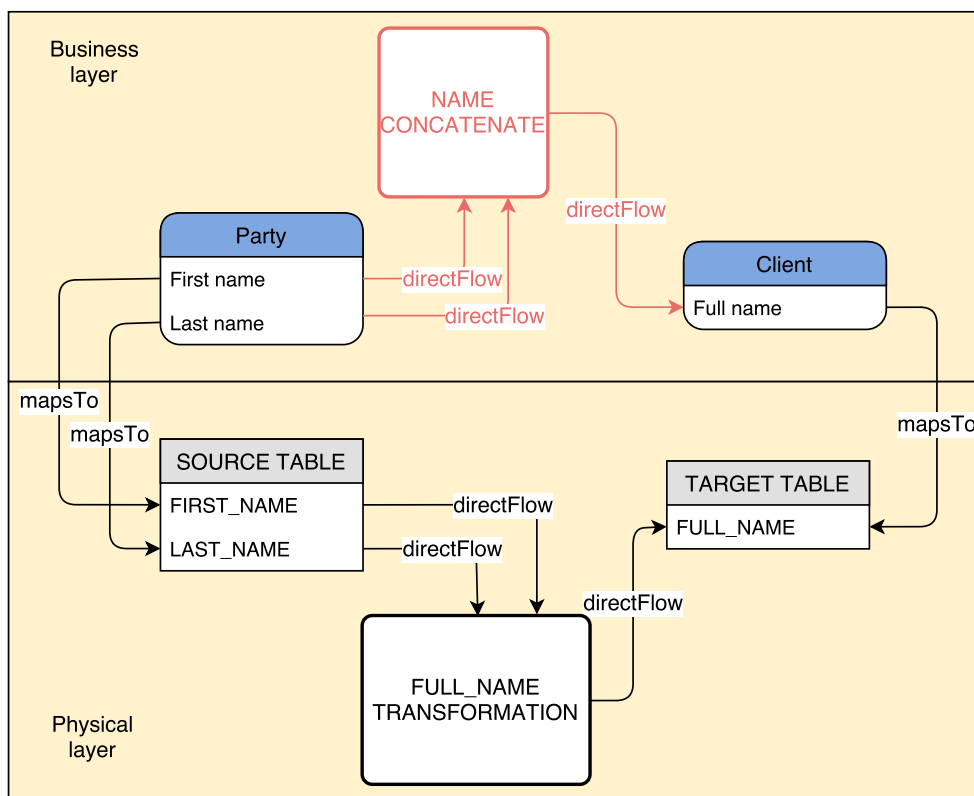 Business
layer
NAME
CONCATENATE
directFlow
Party
First name
directFlow
Last name
directFlow
Client
Full name
mapsTo
mapsTo
mapsTo
SOURCE TABLE
FIRST_NAME
LAST_NAME
directFlow
directFlow
TARGET TABLE
FULL_NAME
directFlow
FULL_NAME
TRANSFORMATION
Physical
layer